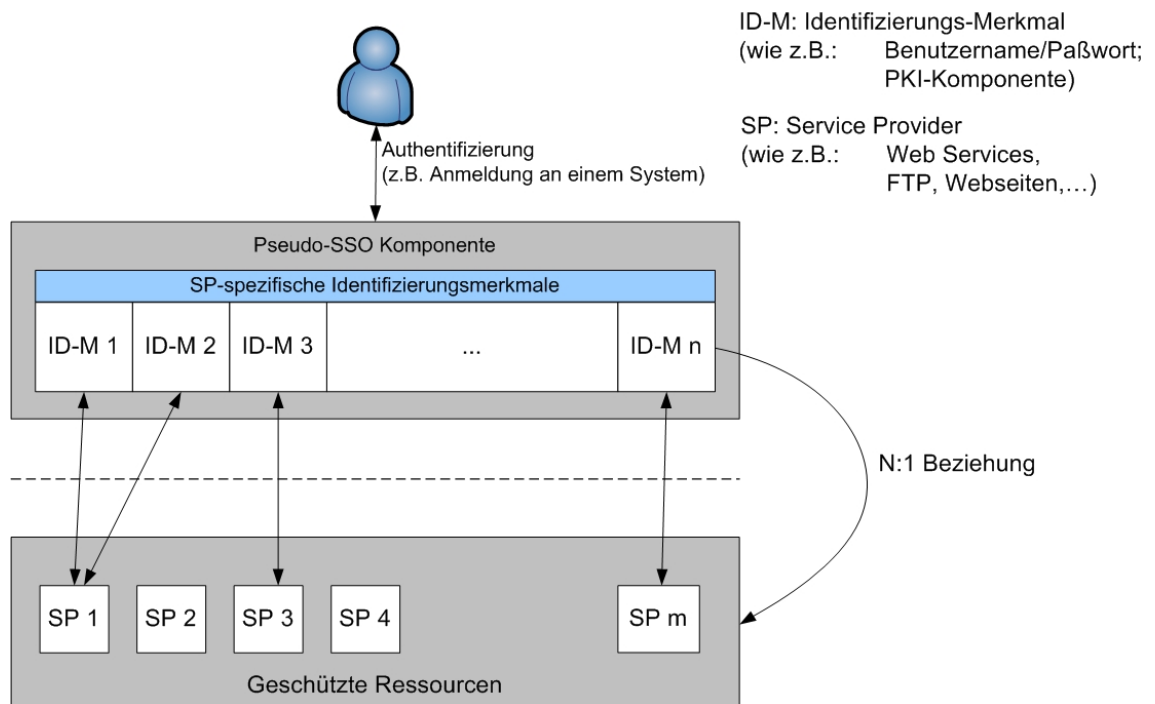 ID-M: Identifizierungs-Merkmal
(wie z.B.: Benutzername/Paßwort;
PKI-Komponente)
SP: Service Provider
(wie z.B.: Web Services,
FTP, Webseiten,...)
Authentifizierung
(z.B. Anmeldung an einem System)
Pseudo-SSO Komponente
SP-spezifische Identifizierungsmerkmale
ID-M 1 ID-M 2 ID-M 3 ... ID-M n
N:1 Beziehung
SP 1 SP 2 SP 3 SP 4 SP m
Geschützte Ressourcen